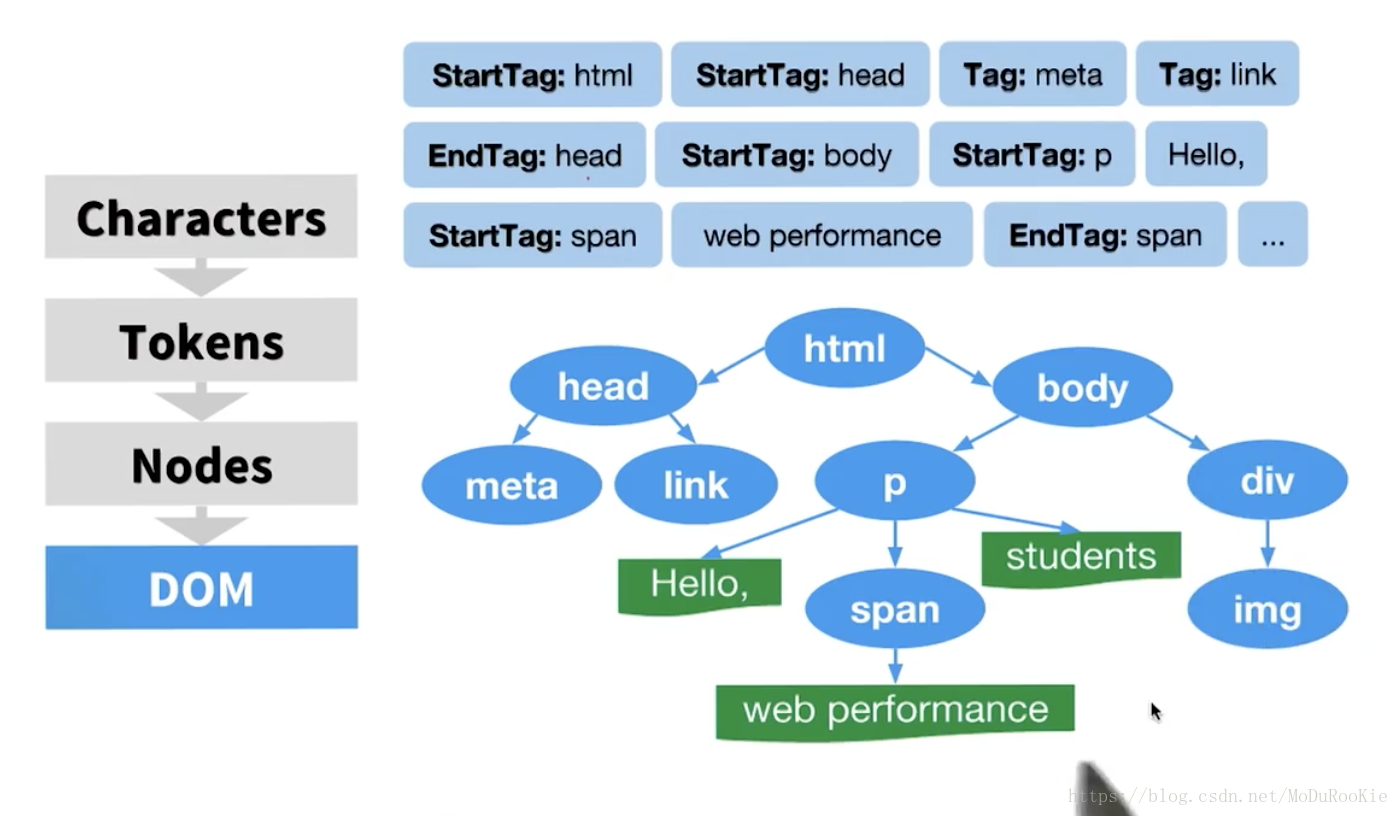 StartTag: html StartTag: head Tag: meta Tag: link
EndTag: head StartTag: body StartTag: p Hello,
StartTag: span web performance EndTag: span ...
Characters
Tokens
Nodes
DOM
html
head body
meta link p div
Hello, students
span img
web performance
https://blog.csdn.net/MoDuRooKie